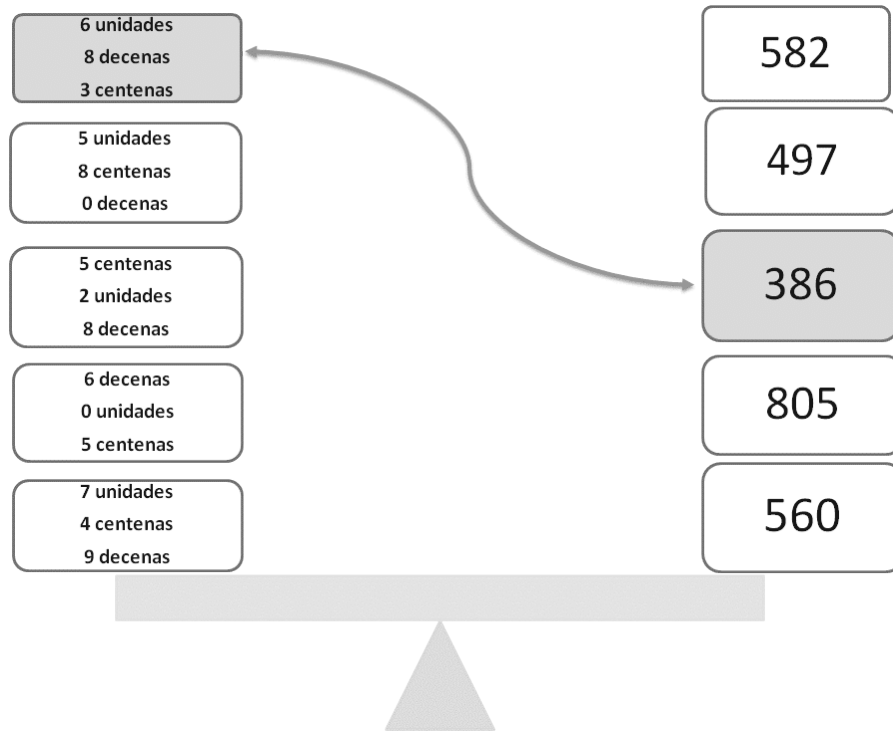 6 unidades
8 decenas
3 centenas
5 unidades
8 centenas
0 decenas
5 centenas
2 unidades
8 decenas
6 decenas
0 unidades
5 centenas
7 unidades
4 centenas
9 decenas
582
497
386
805
560